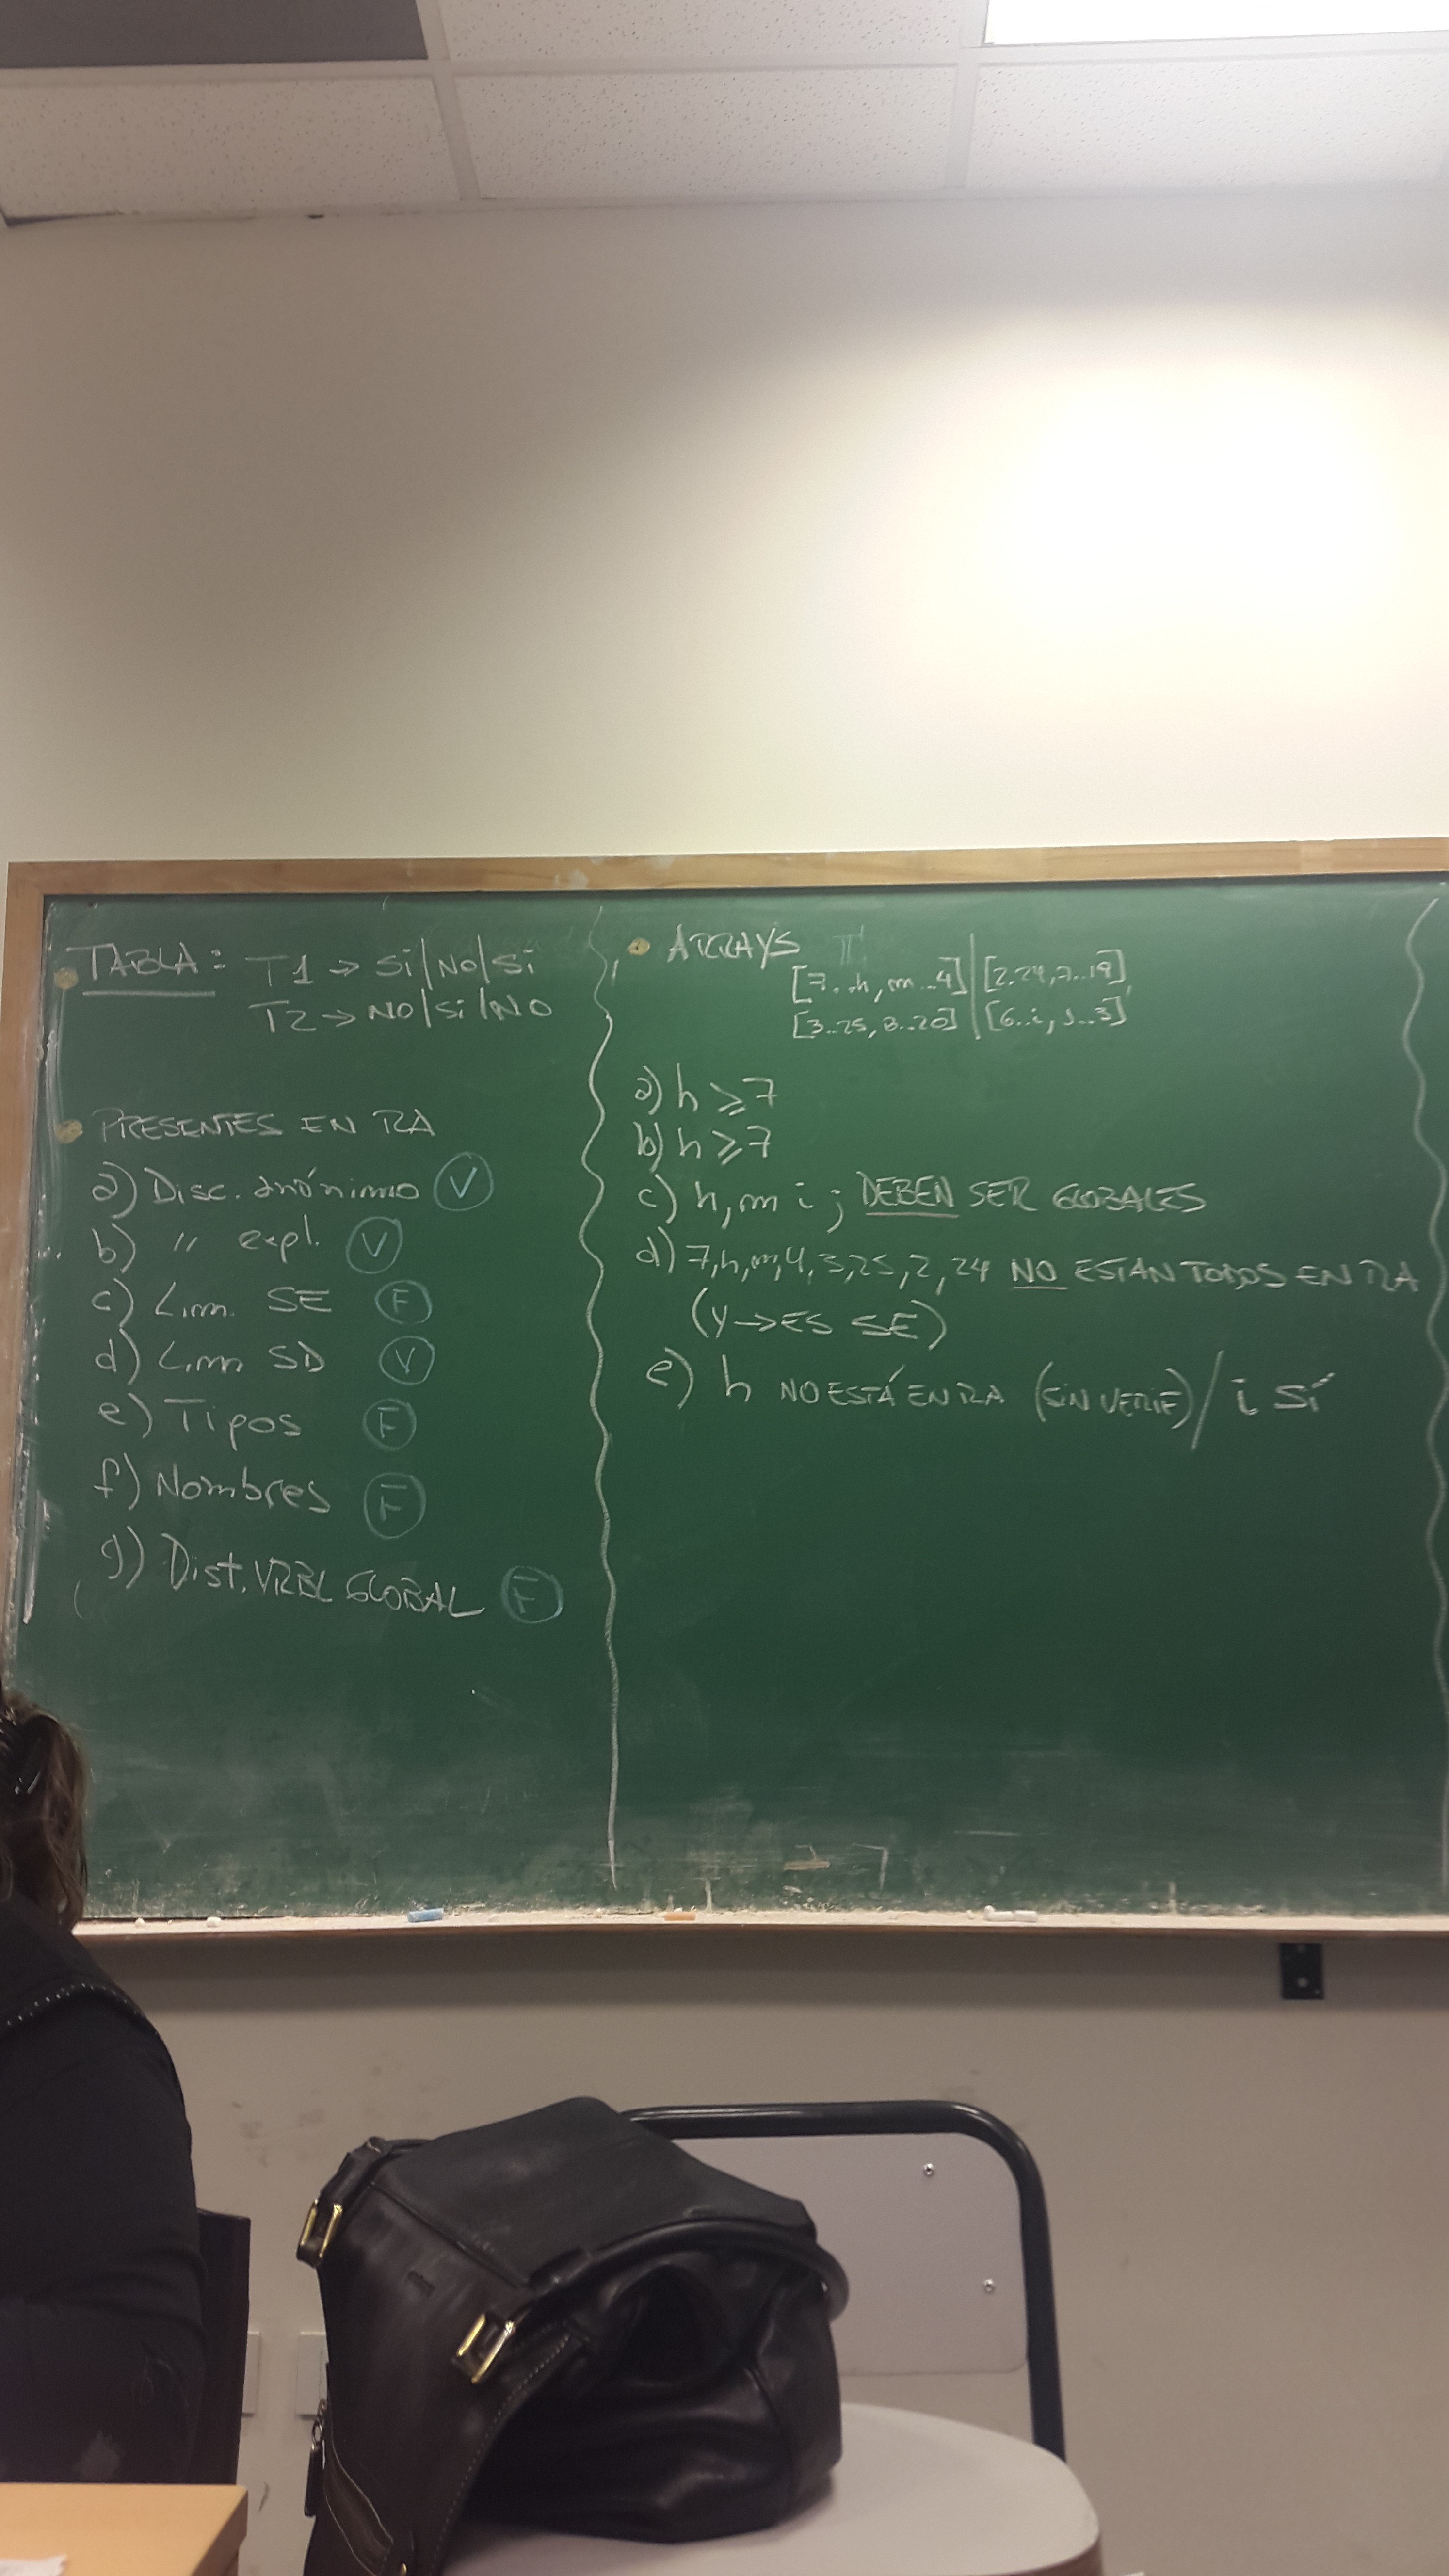 TABLA: T1 → Si/NO/Si
T2 → NO/Si/NO
PRESENTES EN RA
a) Disc. anónimo V
b) " expl. V
c) Lim. SE F
d) Lim SD V
e) Tipos F
f) Nombres F
g) Dist. VRBL GLOBAL F
ARRAYS
[7..h, m..4] [2..24, 7..19],
[3..25, 8..20] [6..i, j..3]
a) h ≥ 7
b) h ≥ 7
c) h, m i j DEBEN SER GLOBALES
d) 7, h, m, 4, 3, 25, 2, 24 NO ESTAN TODOS EN RA
(Y → ES SE)
e) h NO ESTÁ EN RA (SIN VERIF) / i SÍ